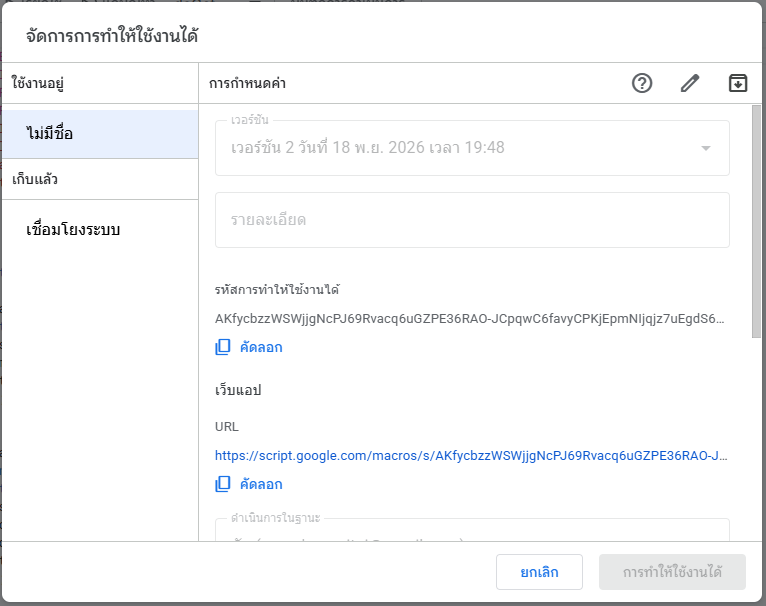 จัดการการทำให้ใช้งานได้
ใช้งานอยู่
ไม่มีชื่อ
เก็บแล้ว
เชื่อมโยงระบบ
การกำหนดค่า
เวอร์ชัน
เวอร์ชัน 2 วันที่ 18 พ.ย. 2026 เวลา 19:48
รายละเอียด
รหัสการทำให้ใช้งานได้
AKfycbzzWSWjjgNcPJ69Rvacq6uGZPE36RAO-JCpqwC6favyCPKjEpmNIjqjz7uEgdS6...
คัดลอก
เว็บแอป
URL
https://script.google.com/macros/s/AKfycbzzWSWjjgNcPJ69Rvacq6uGZPE36RAO-J...
คัดลอก
ดำเนินการในฐานะ
ยกเลิก
การทำให้ใช้งานได้